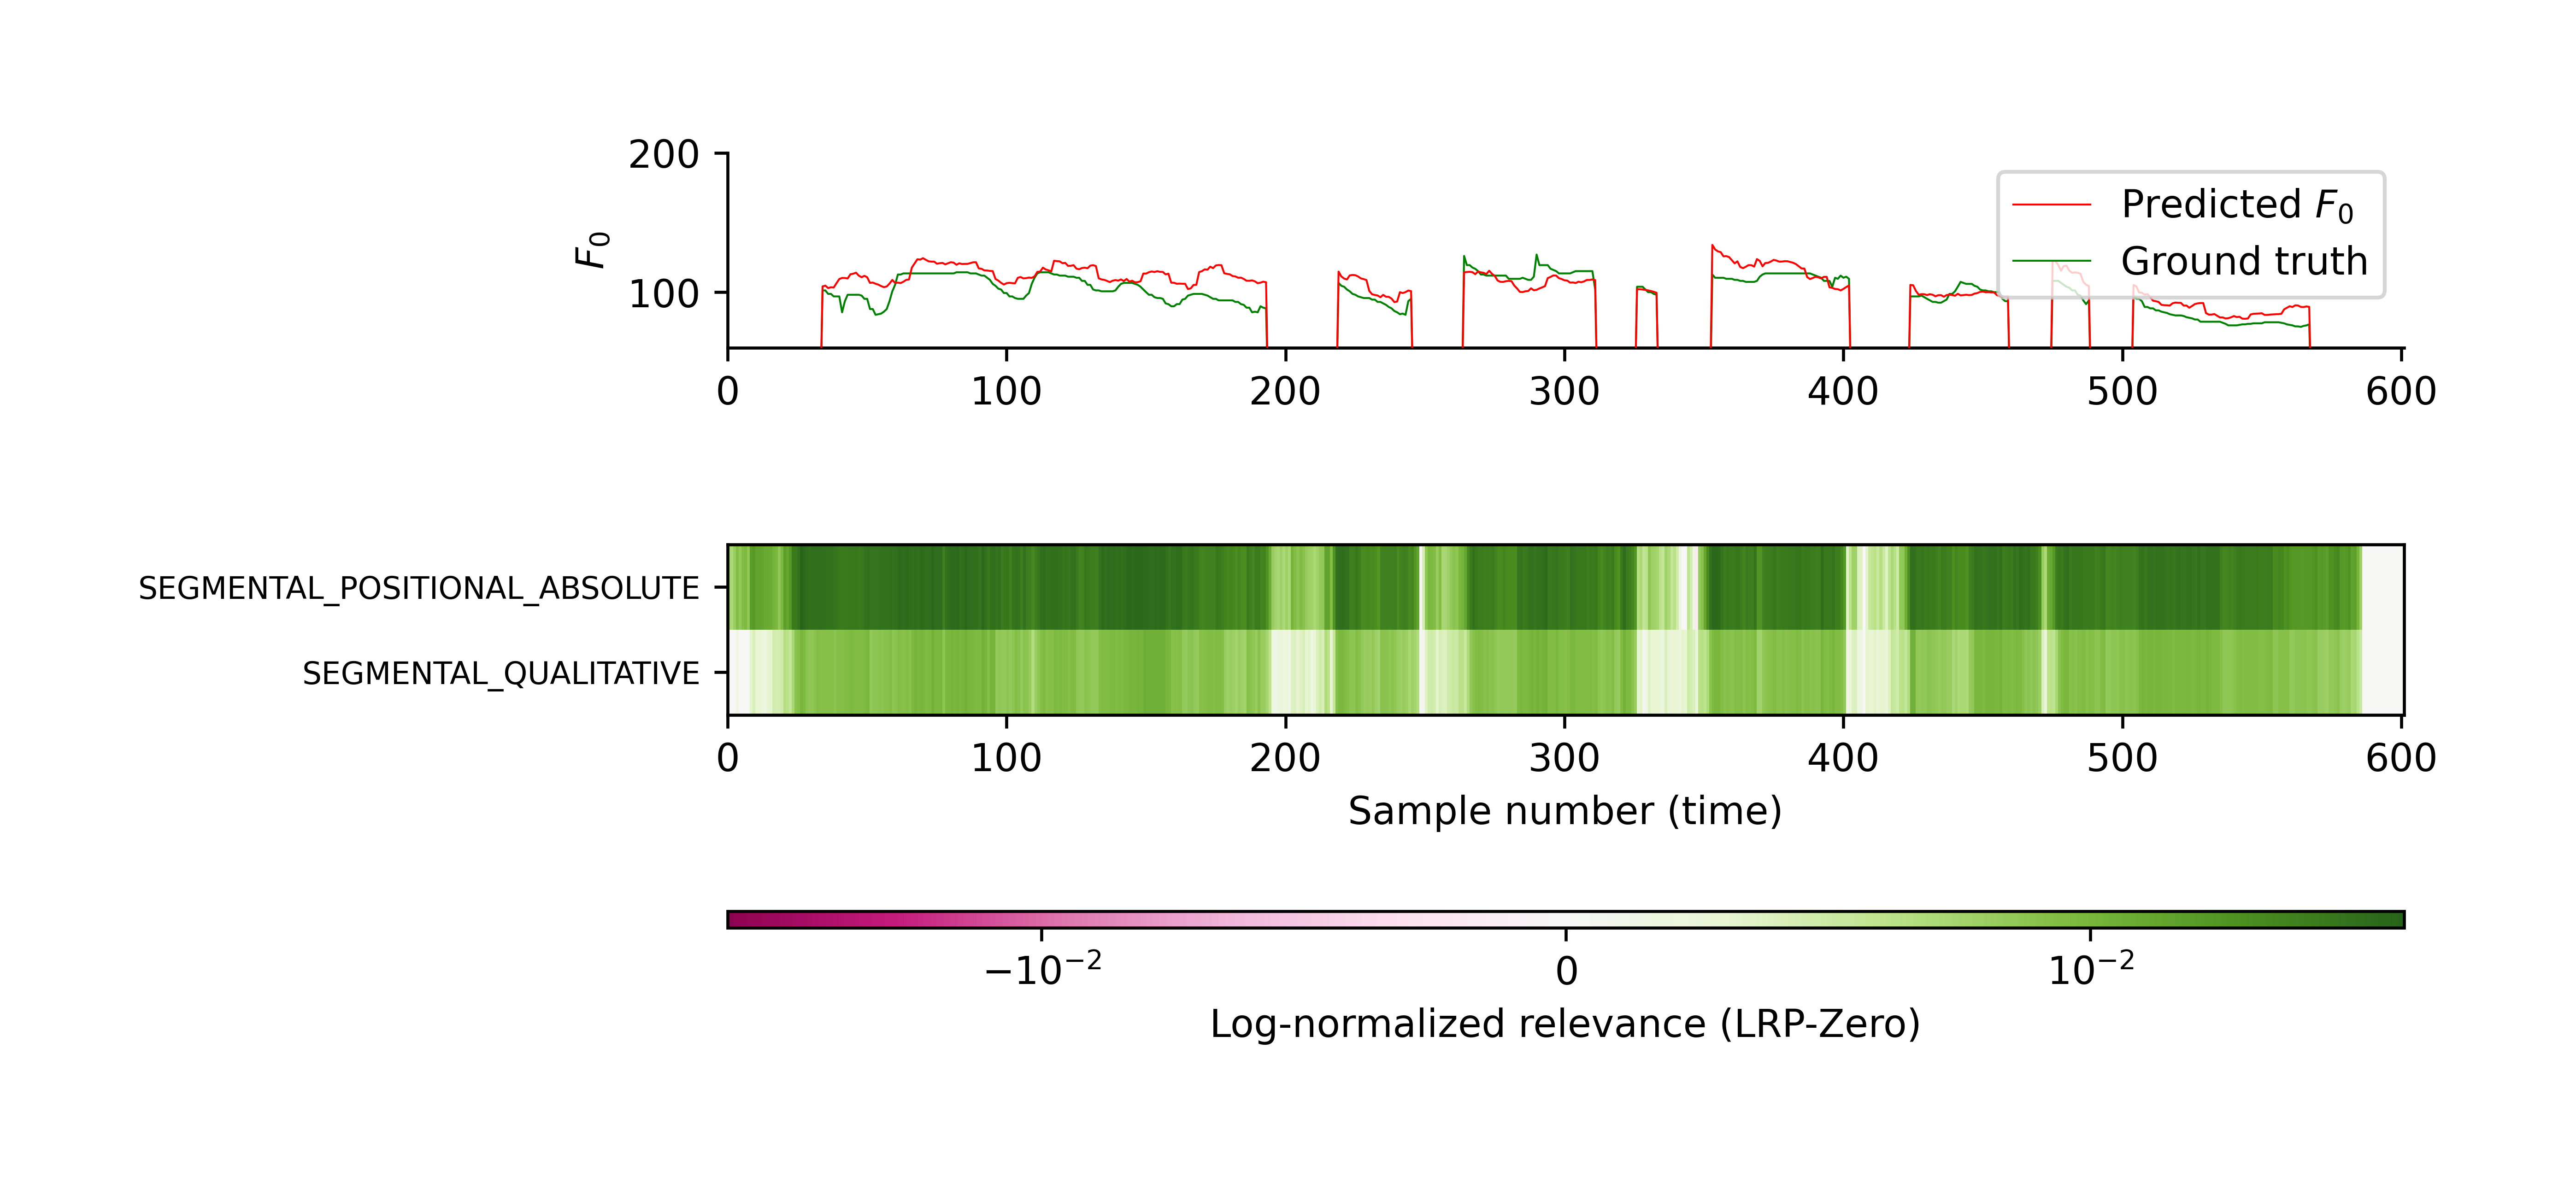 200
100
F₀
Predicted F₀
Ground truth
0 100 200 300 400 500 600
SEGMENTAL_POSITIONAL_ABSOLUTE
SEGMENTAL_QUALITATIVE
0 100 200 300 400 500 600
Sample number (time)
−10⁻² 0 10⁻²
Log-normalized relevance (LRP-Zero)